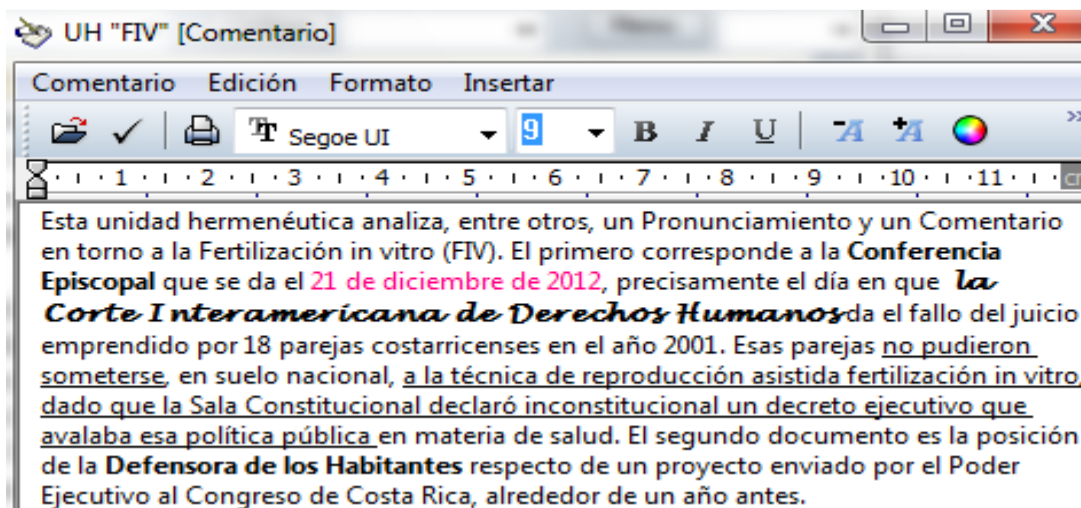 UH "FIV" [Comentario]
Comentario Edición Formato Insertar
Segoe UI 9 B I U A A
1 2 3 4 5 6 7 8 9 10 11
Esta unidad hermenéutica analiza, entre otros, un Pronunciamiento y un Comentario
en torno a la Fertilización in vitro (FIV). El primero corresponde a la Conferencia
Episcopal que se da el 21 de diciembre de 2012, precisamente el día en que la
Corte Interamericana de Derechos Humanos da el fallo del juicio
emprendido por 18 parejas costarricenses en el año 2001. Esas parejas no pudieron
someterse, en suelo nacional, a la técnica de reproducción asistida fertilización in vitro,
dado que la Sala Constitucional declaró inconstitucional un decreto ejecutivo que
avalaba esa política pública en materia de salud. El segundo documento es la posición
de la Defensora de los Habitantes respecto de un proyecto enviado por el Poder
Ejecutivo al Congreso de Costa Rica, alrededor de un año antes.